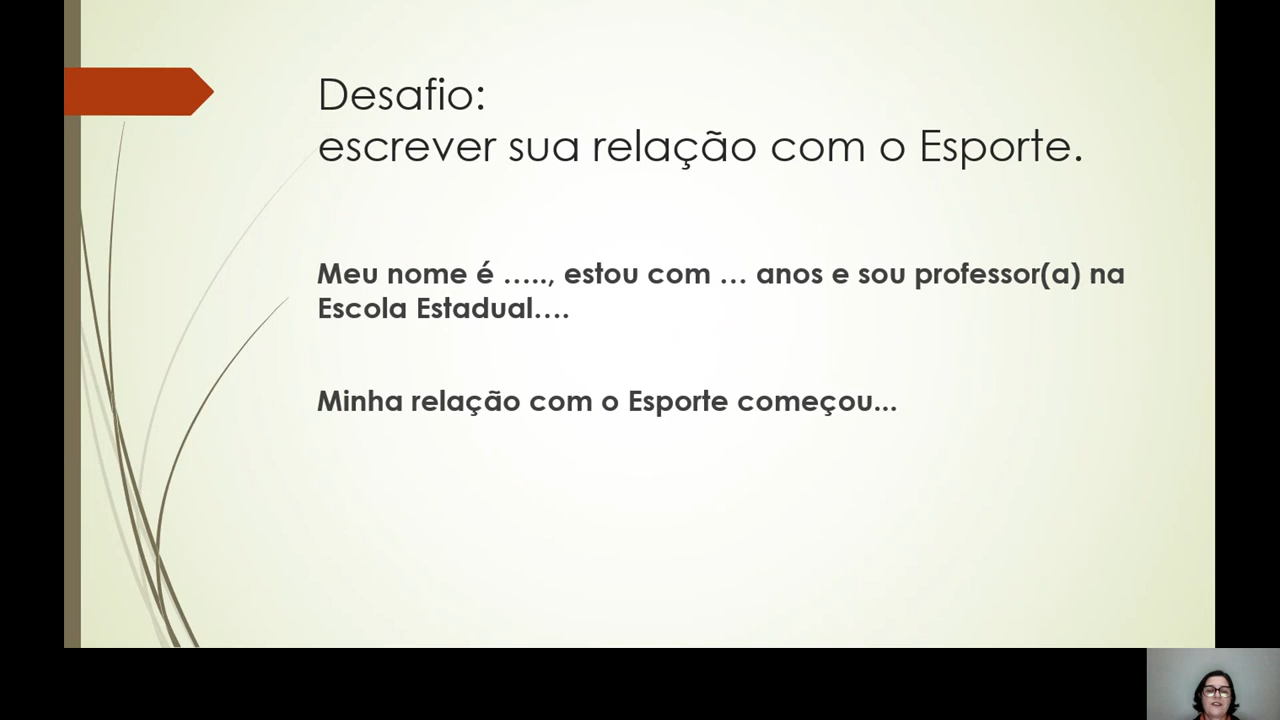 Desafio:
escrever sua relação com o Esporte.
Meu nome é ....., estou com ... anos e sou professor(a) na
Escola Estadual....
Minha relação com o Esporte começou...